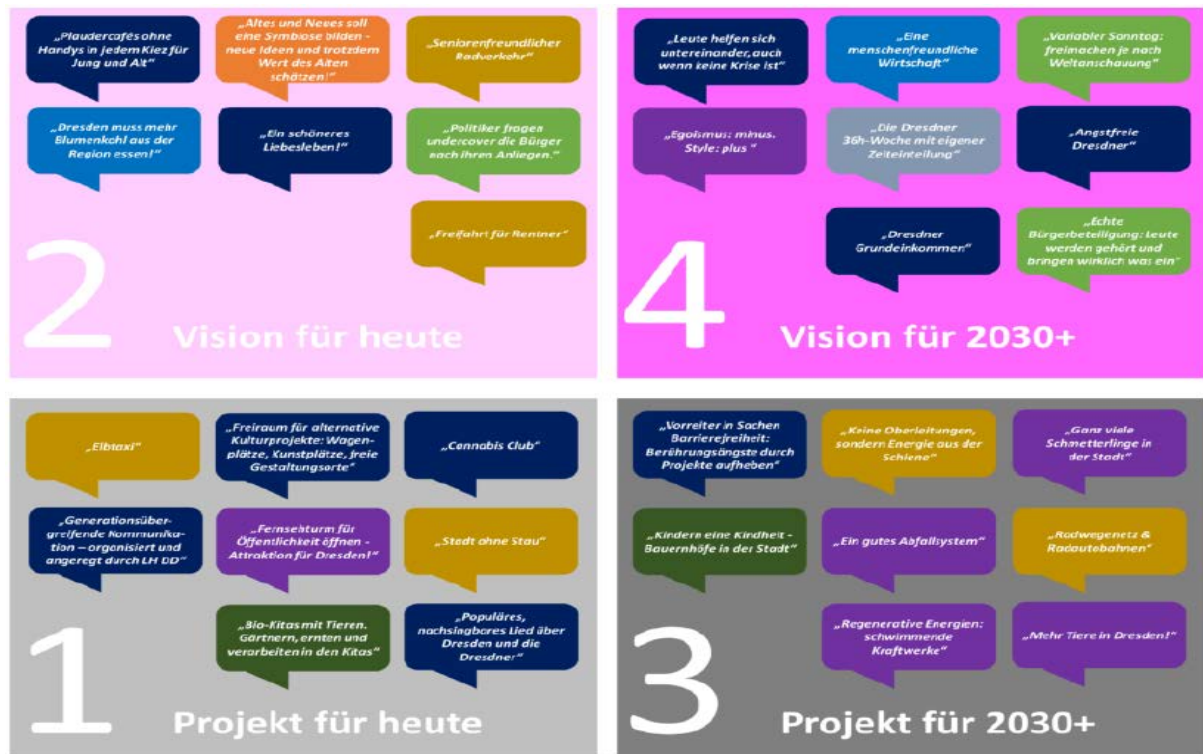 „Plaudercafés ohne
Handys in jedem Kiez für
Jung und Alt“
„Altes und Neues soll
eine Symbiose bilden -
neue Ideen und trotzdem
Wert des Alten
schätzen!“
„Seniorenfreundlicher
Radverkehr“
„Dresden muss mehr
Blumenkohl aus der
Region essen!“
„Ein schöneres
Liebesleben!“
„Politiker fragen
undercover die Bürger
nach ihren Anliegen.“
„Freifahrt für Rentner“
2
Vision für heute
„Leute helfen sich
untereinander, auch
wenn keine Krise ist“
„Eine
menschenfreundliche
Wirtschaft“
„Variabler Sonntag:
freimachen je nach
Weltanschauung“
„Egoismus: minus.
Style: plus “
„Die Dresdner
36h-Woche mit eigener
Zeiteinteilung“
„Angstfreie
Dresdner“
„Dresdner
Grundeinkommen“
„Echte
Bürgerbeteiligung: Leute
werden gehört und
bringen wirklich was ein“
4
Vision für 2030+
„Elbtaxi“
„Freiraum für alternative
Kulturprojekte: Wagen-
plätze, Kunstplätze, freie
Gestaltungsorte“
„Cannabis Club“
„Generationsüber-
greifende Kommunika-
tion – organisiert und
angeregt durch LH DD“
„Fernsehturm für
Öffentlichkeit öffnen -
Attraktion für Dresden!“
„Stadt ohne Stau“
„Bio-Kitas mit Tieren.
Gärtnern, ernten und
verarbeiten in den Kitas“
„Populäres,
nachsingbares Lied über
Dresden und die
Dresdner“
1
Projekt für heute
„Vorreiter in Sachen
Barrierefreiheit:
Berührungsängste durch
Projekte aufheben“
„Keine Oberleitungen,
sondern Energie aus der
Schiene“
„Ganz viele
Schmetterlinge in
der Stadt“
„Kindern eine Kindheit -
Bauernhöfe in der Stadt“
„Ein gutes Abfallsystem“
„Radwegenetz &
Radautobahnen“
„Regenerative Energien:
schwimmende
Kraftwerke“
„Mehr Tiere in Dresden!“
3
Projekt für 2030+